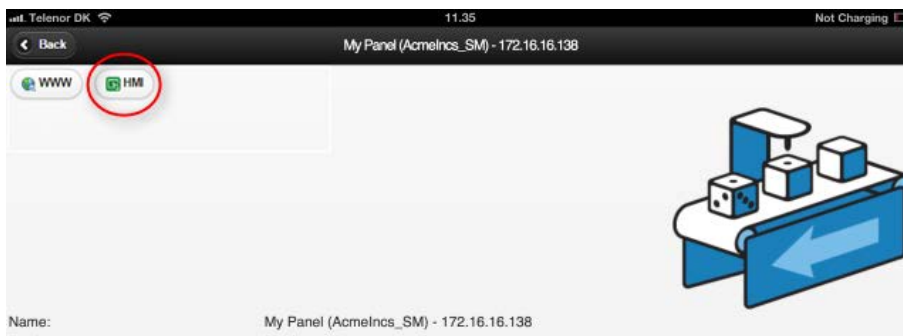 Telenor DK 11.35 Not Charging
Back My Panel (AcmeIncs_SM) - 172.16.16.138
WWW HMI
Name: My Panel (AcmeIncs_SM) - 172.16.16.138